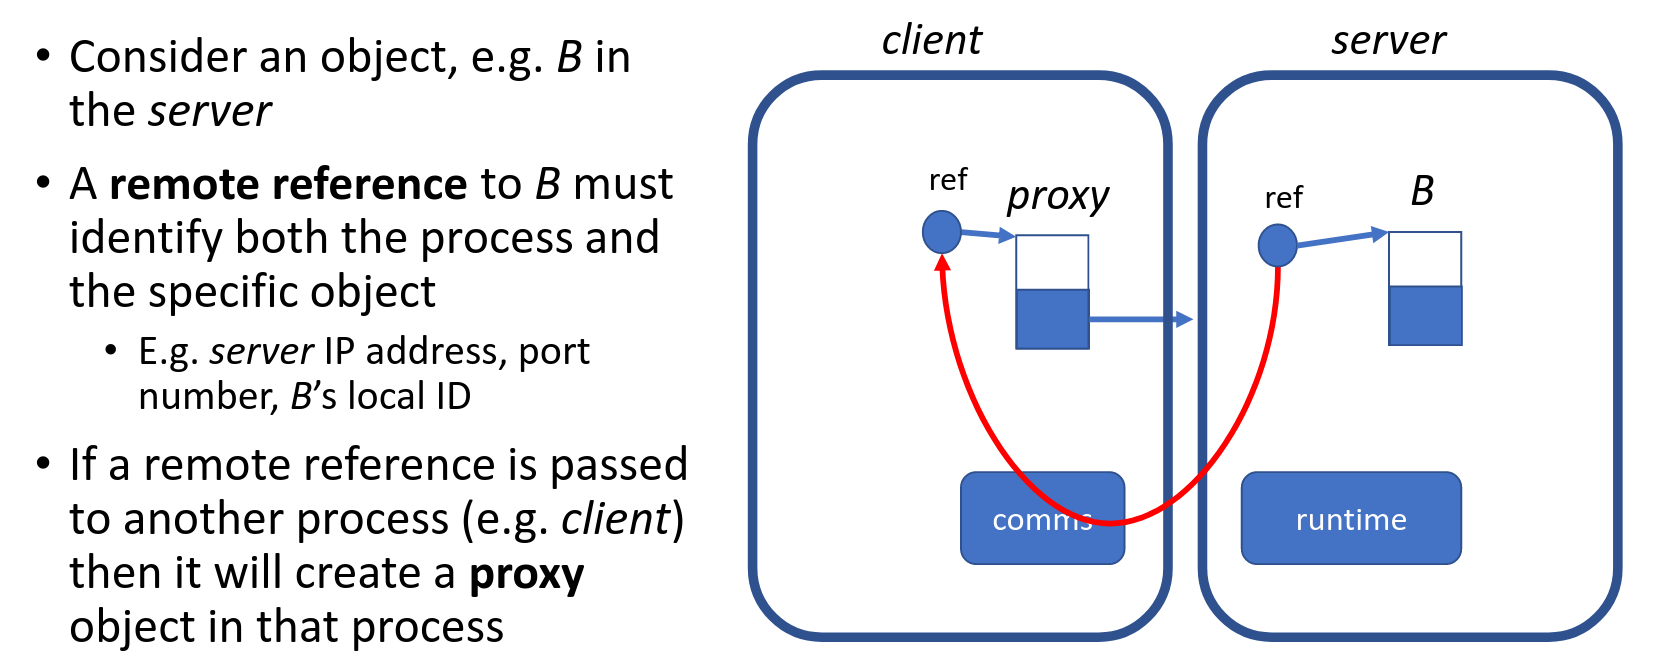 • Consider an object, e.g. B in
the server
• A remote reference to B must
identify both the process and
the specific object
• E.g. server IP address, port
number, B’s local ID
• If a remote reference is passed
to another process (e.g. client)
then it will create a proxy
object in that process
client
server
ref
proxy
ref
B
comms
runtime